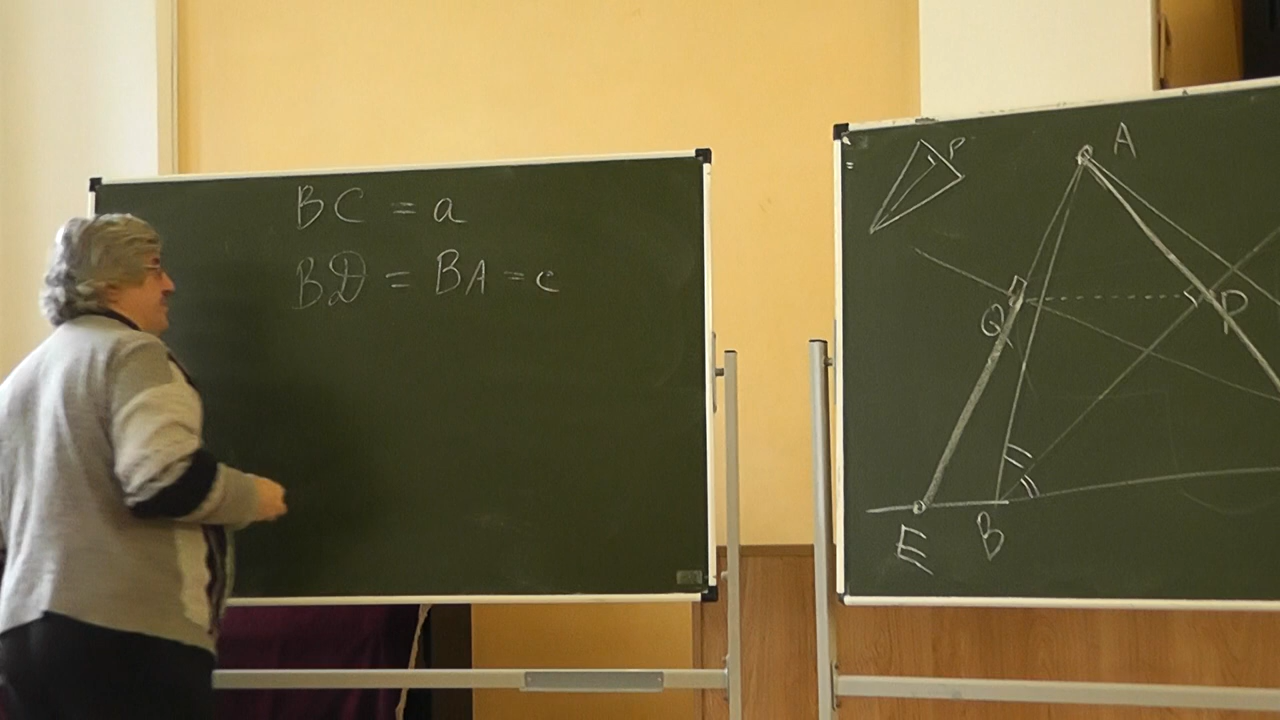 BC = a
BD = BA = c
P
A
Q
P
E
B